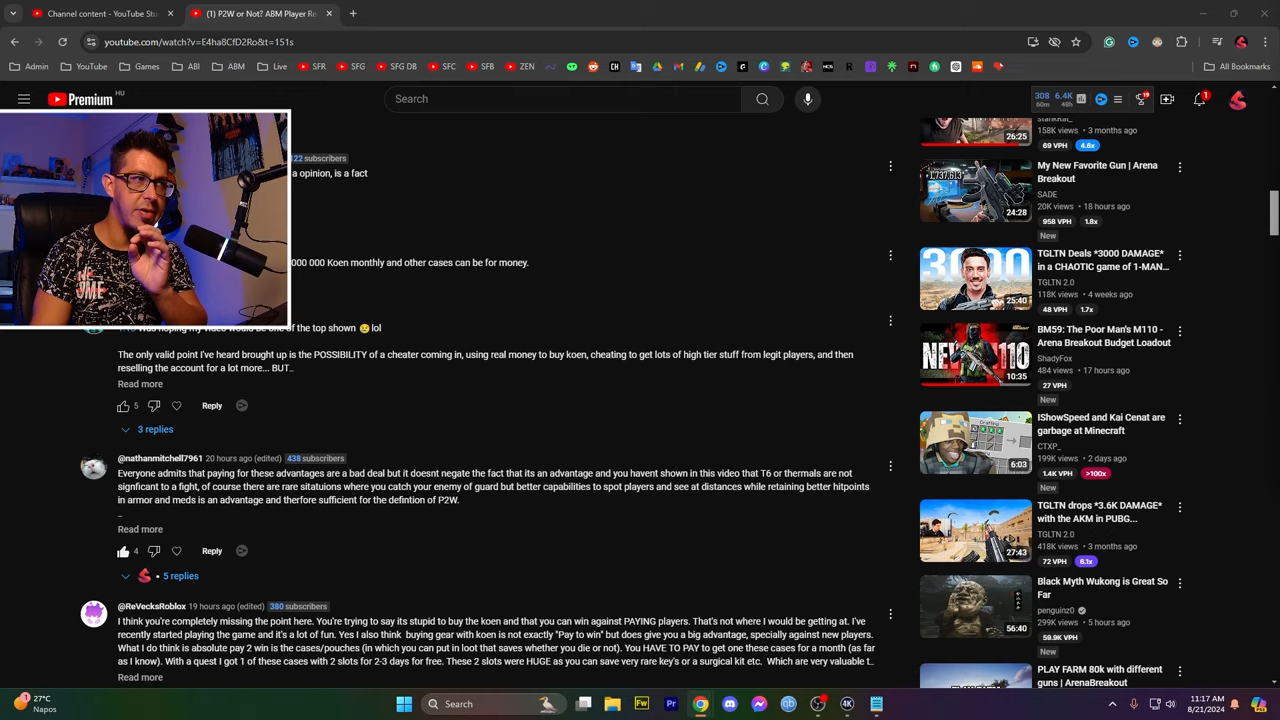 Channel content - YouTube Stu
(1) P2W or Not? ABM Player Re
youtube.com/watch?v=E4ha8CfD2Ro&t=151s
Admin
YouTube
Games
ABI
ABM
Live
SFR
SFG
SFG DB
SFC
SFB
ZEN
All Bookmarks
Premium
HU
Search
308
60m
6.4K
48h
19
1
122 subscribers
a opinion, is a fact
000 000 Koen monthly and other cases can be for money.
was hoping my video would be one of the top shown 😢 lol
The only valid point I've heard brought up is the POSSIBILITY of a cheater coming in, using real money to buy koen, cheating to get lots of high tier stuff from legit players, and then
reselling the account for a lot more... BUT..
Read more
5
Reply
3 replies
@nathanmitchell7961 20 hours ago (edited) 438 subscribers
Everyone admits that paying for these advantages are a bad deal but it doesnt negate the fact that its an advantage and you havent shown in this video that T6 or thermals are not
signficant to a fight, of course there are rare sitatuions where you catch your enemy of guard but better capabilities to spot players and see at distances while retaining better hitpoints
in armor and meds is an advantage and therfore sufficient for the defintion of P2W.
..
Read more
4
Reply
• 5 replies
@ReVecksRoblox 19 hours ago (edited) 380 subscribers
I think you're completely missing the point here. You're trying to say its stupid to buy the koen and that you can win against PAYING players. That's not where I would be getting at. I've
recently started playing the game and it's a lot of fun. Yes I also think buying gear with koen is not exactly "Pay to win" but does give you a big advantage, specially against new players.
What I do think is absolute pay 2 win is the cases/pouches (in which you can put in loot that saves whether you die or not). You HAVE TO PAY to get one these cases for a month (as far
as I know). With a quest I got 1 of these cases with 2 slots for 2-3 days for free. These 2 slots were HUGE as you can save very rare key's or a surgical kit etc. Which are very valuable t..
Read more
26:25
158K views • 3 months ago
69 VPH 4.6x
1,737,613
24:28
My New Favorite Gun | Arena
Breakout
SADE
20K views • 18 hours ago
958 VPH 1.8x
New
3000
25:40
TGLTN Deals *3000 DAMAGE*
in a CHAOTIC game of 1-MAN...
TGLTN 2.0
118K views • 4 weeks ago
48 VPH 1.7x
10:35
BM59: The Poor Man's M110 -
Arena Breakout Budget Loadout
ShadyFox
484 views • 17 hours ago
27 VPH
New
6:03
IShowSpeed and Kai Cenat are
garbage at Minecraft
CTXP_
199K views • 2 days ago
1.4K VPH >100x
New
27:43
TGLTN drops *3.6K DAMAGE*
with the AKM in PUBG...
TGLTN 2.0
418K views • 3 months ago
72 VPH 6.1x
56:40
Black Myth Wukong is Great So
Far
penguinz0
299K views • 5 hours ago
59.9K VPH
New
PLAY FARM 80k with different
guns | ArenaBreakout
27°C
Napos
Search
11:17 AM
8/21/2024